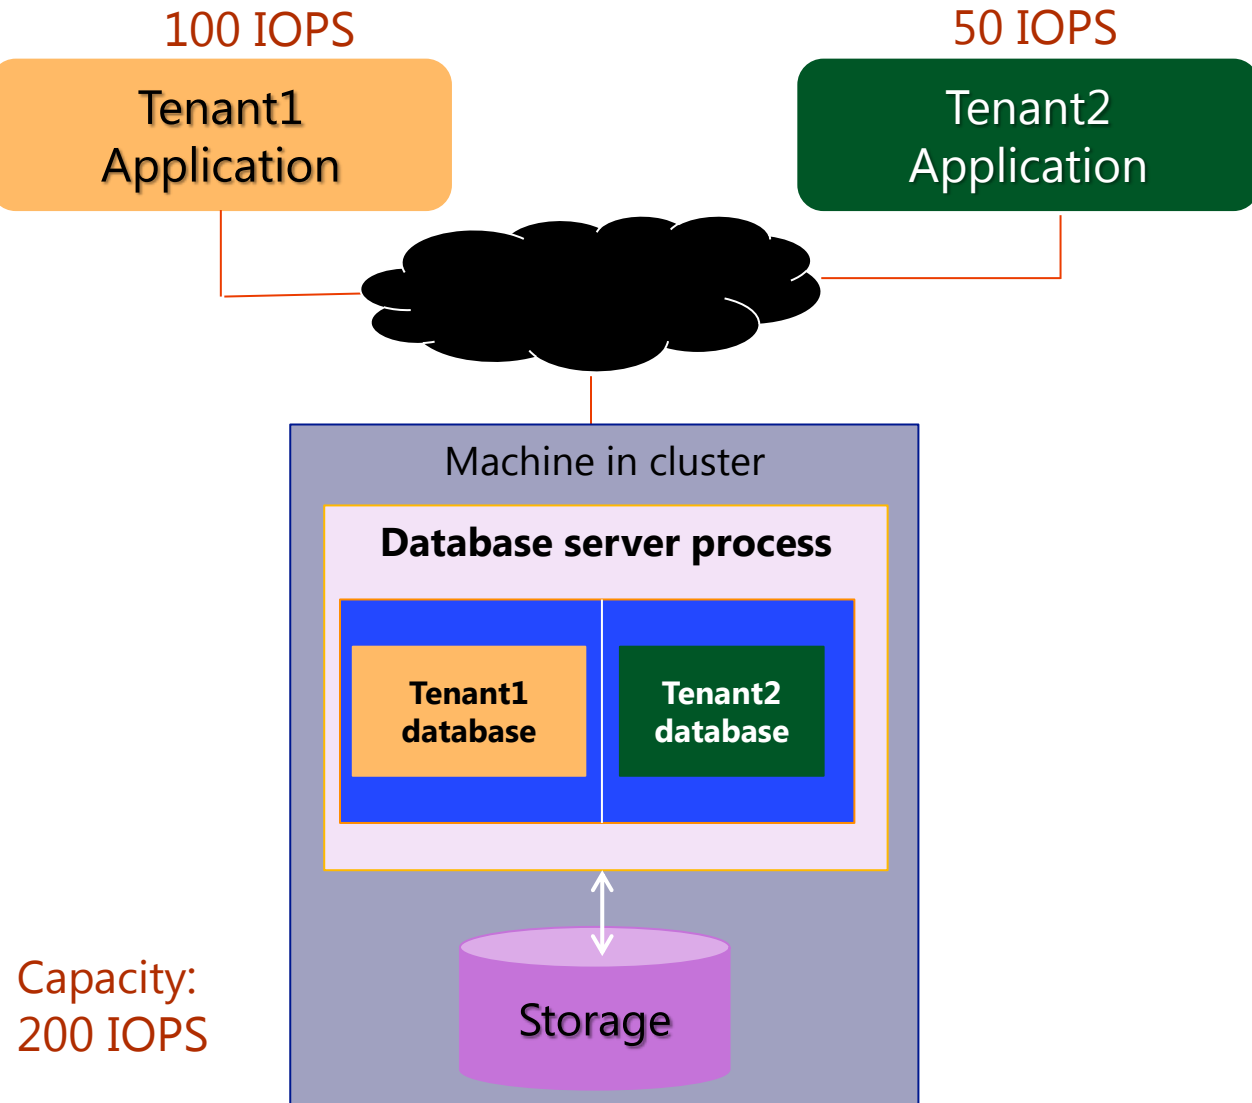 100 IOPS
50 IOPS
Tenant1
Application
Tenant2
Application
Machine in cluster
Database server process
Tenant1
database
Tenant2
database
Capacity:
200 IOPS
Storage